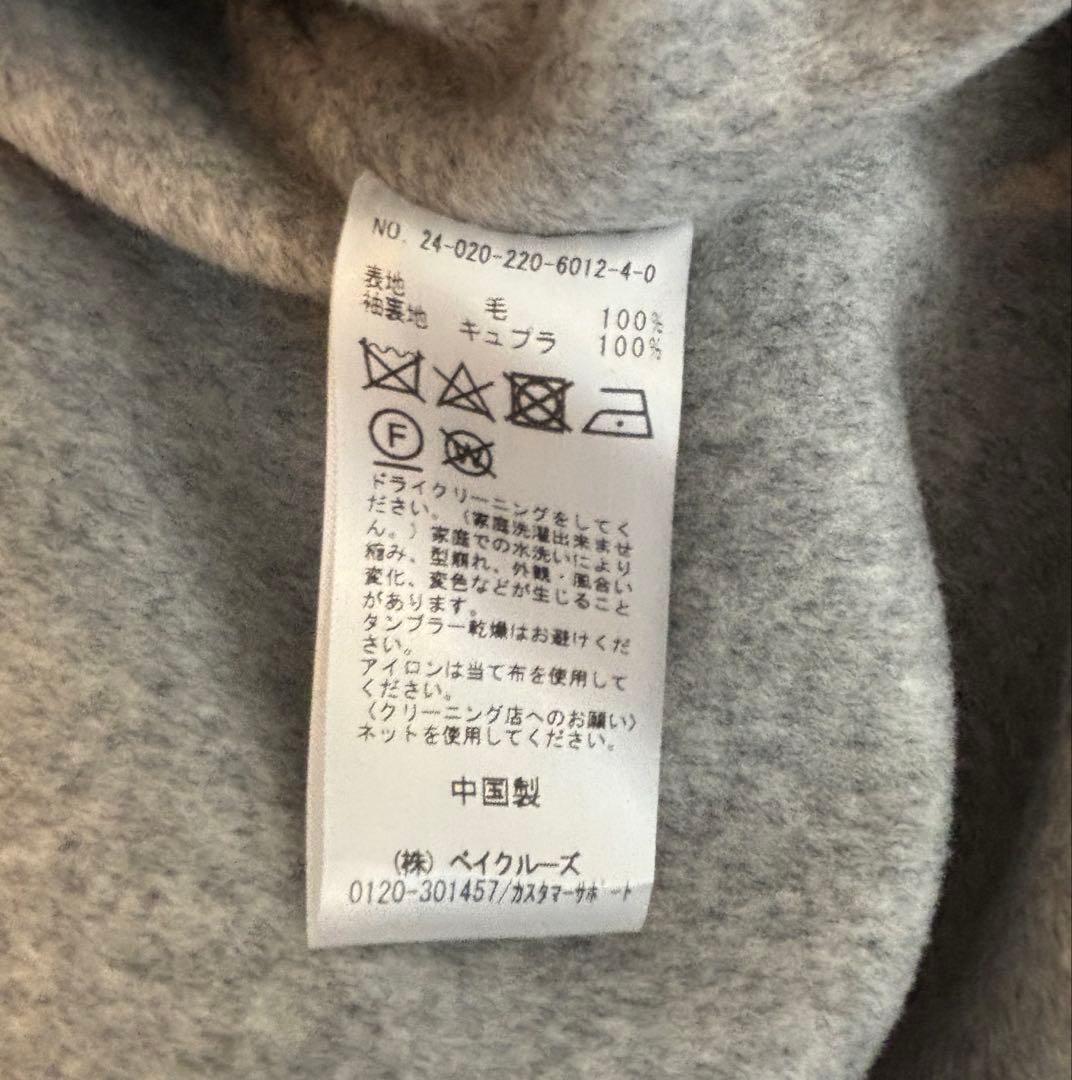 NO. 24-020-220-6012-4-0
表地 毛 100%
袖裏地 キュプラ 100%
F W
ドライクリーニングをしてく
ださい。(家庭洗濯出来ませ
ん。)家庭での水洗いにより
縮み、型崩れ、外観・風合い
変化、変色などが生じること
があります。
タンブラー乾燥はお避けくだ
さい。
アイロンは当て布を使用して
ください。
〈クリーニング店へのお願い〉
ネットを使用してください。
中国製
(株) ベイクルーズ
0120-301457/カスタマーサポート